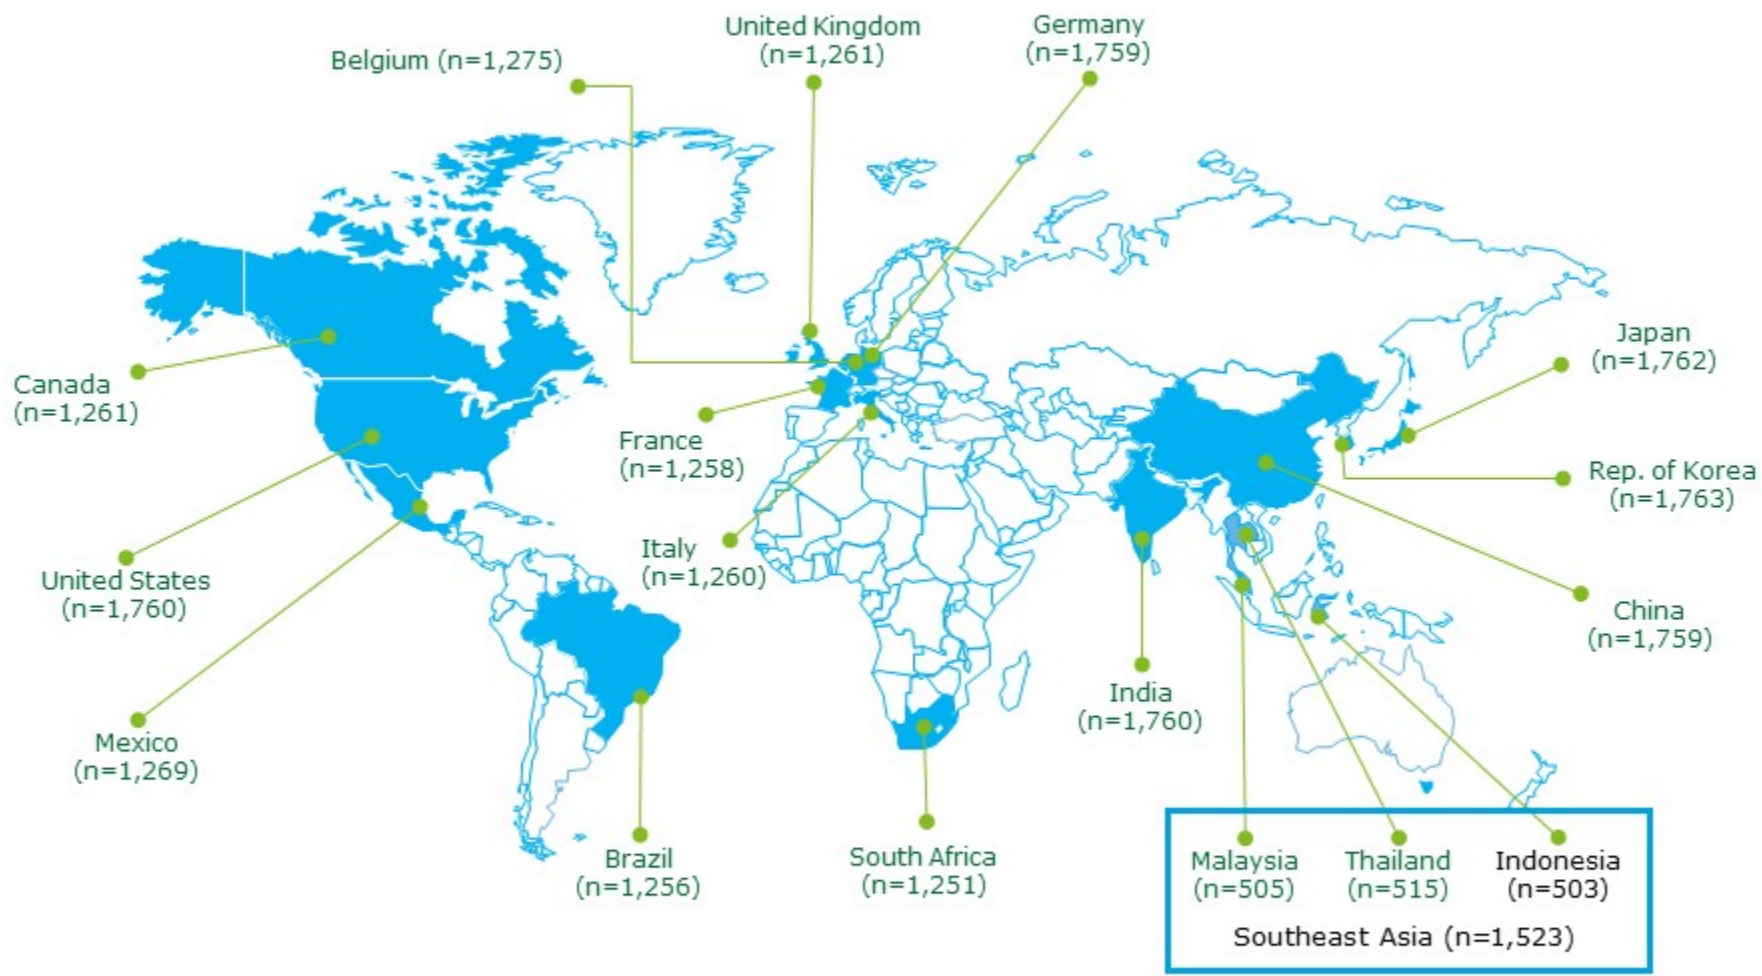 United Kingdom
(n=1,261)
Germany
(n=1,759)
Belgium (n=1,275)
Japan
(n=1,762)
Canada
(n=1,261)
France
(n=1,258)
Rep. of Korea
(n=1,763)
Italy
(n=1,260)
United States
(n=1,760)
China
(n=1,759)
India
(n=1,760)
Mexico
(n=1,269)
Brazil
(n=1,256)
South Africa
(n=1,251)
Malaysia
(n=505)
Thailand
(n=515)
Indonesia
(n=503)
Southeast Asia (n=1,523)